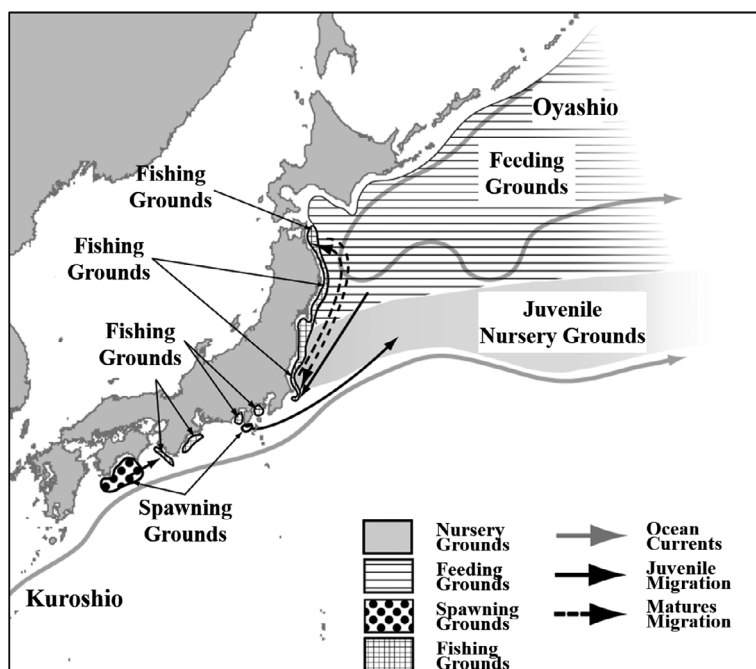 Oyashio
Feeding
Grounds
Fishing
Grounds
Fishing
Grounds
Juvenile
Nursery Grounds
Fishing
Grounds
Spawning
Grounds
Kuroshio
Nursery
Grounds
Feeding
Grounds
Spawning
Grounds
Fishing
Grounds
Ocean
Currents
Juvenile
Migration
Matures
Migration